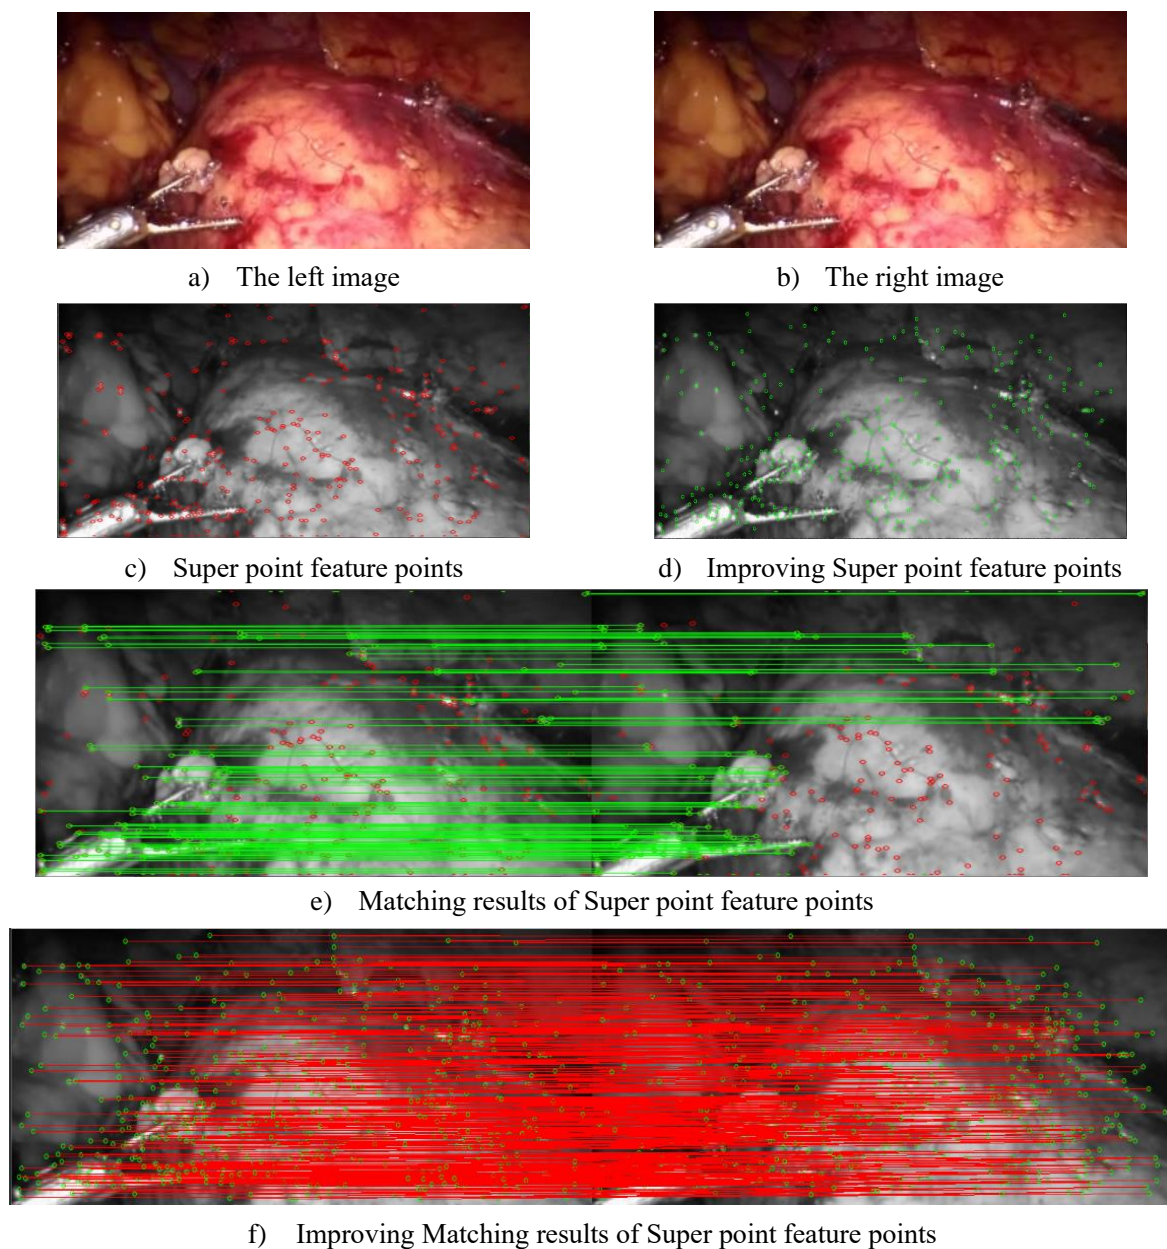 a) The left image
b) The right image
c) Super point feature points
d) Improving Super point feature points
e) Matching results of Super point feature points
f) Improving Matching results of Super point feature points